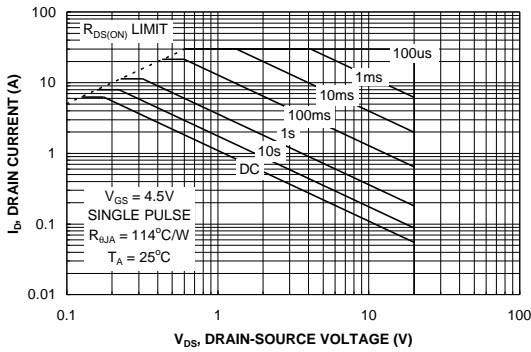 100
10
1
0.1
0.01
I_D, DRAIN CURRENT (A)
R_DS(ON) LIMIT
100us
1ms
10ms
100ms
1s
10s
DC
V_GS = 4.5V
SINGLE PULSE
R_θJA = 114°C/W
T_A = 25°C
0.1
1
10
100
V_DS, DRAIN-SOURCE VOLTAGE (V)